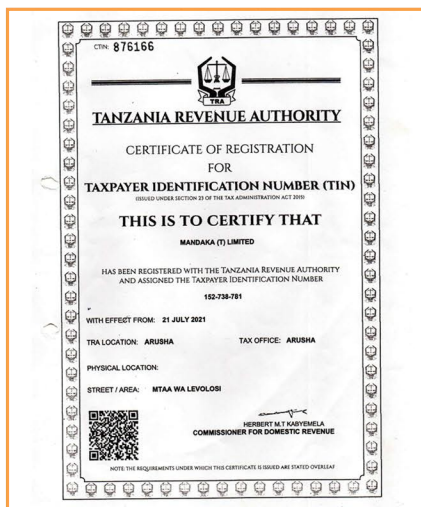 CTIN: 876166
TRA
TANZANIA REVENUE AUTHORITY
CERTIFICATE OF REGISTRATION
FOR
TAXPAYER IDENTIFICATION NUMBER (TIN)
(ISSUED UNDER SECTION 23 OF THE TAX ADMINISTRATION ACT 2015)
THIS IS TO CERTIFY THAT
MANDAKA (T) LIMITED
HAS BEEN REGISTERED WITH THE TANZANIA REVENUE AUTHORITY
AND ASSIGNED THE TAXPAYER IDENTIFICATION NUMBER
152-738-781
WITH EFFECT FROM: 21 JULY 2021
TRA LOCATION: ARUSHA TAX OFFICE: ARUSHA
PHYSICAL LOCATION:
STREET / AREA: MTAA WA LEVOLOSI
HERBERT M.T KABYEMELA
COMMISSIONER FOR DOMESTIC REVENUE
NOTE: THE REQUIREMENTS UNDER WHICH THIS CERTIFICATE IS ISSUED ARE STATED OVERLEAF